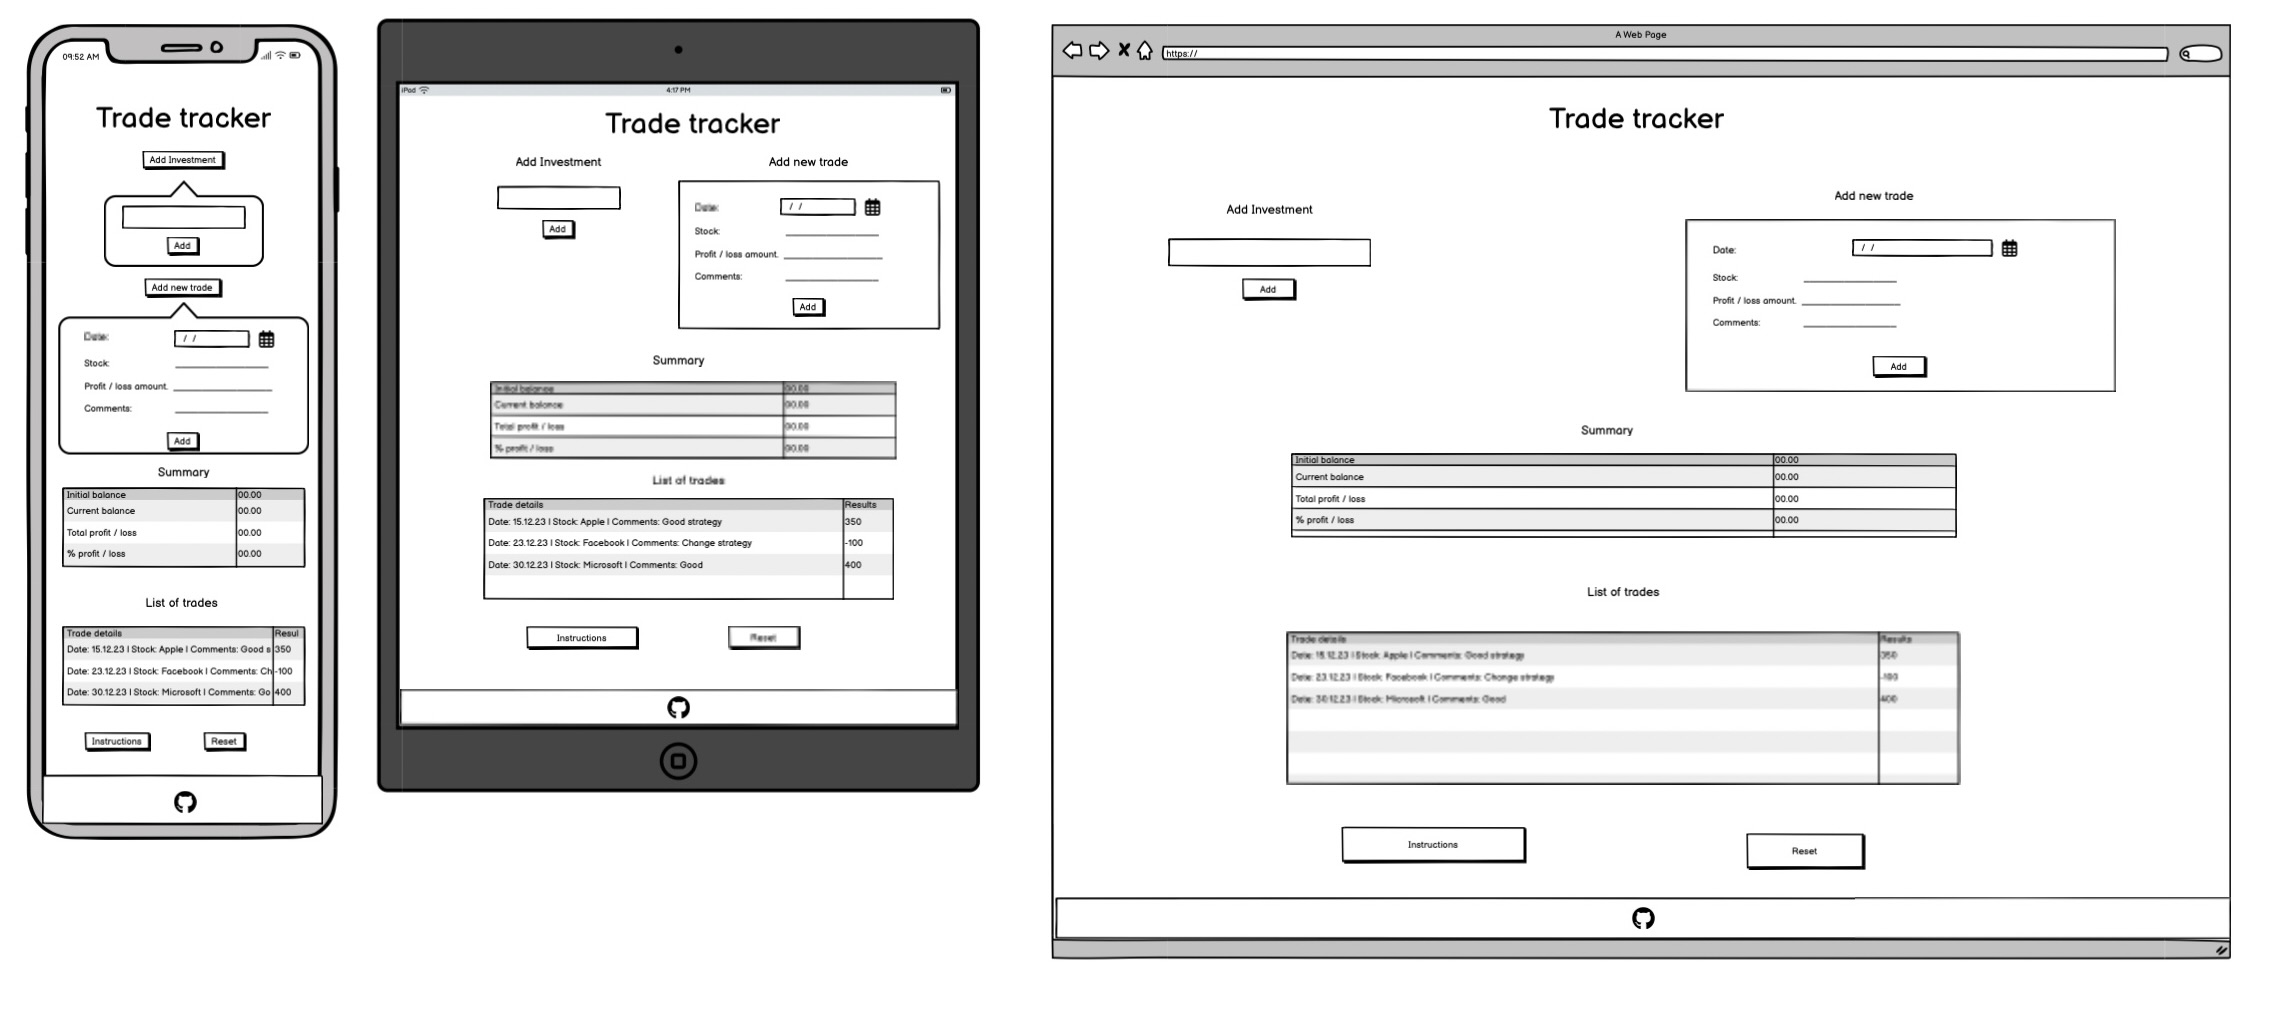 09:52 AM
Trade tracker
Add Investment
Add
Add new trade
Date: / /
Stock:
Profit / loss amount.
Comments:
Add
Summary
Initial balance 00.00
Current balance 00.00
Total profit / loss 00.00
% profit / loss 00.00
List of trades
Trade details Resul
Date: 15.12.23 | Stock: Apple | Comments: Good s 350
Date: 23.12.23 | Stock: Facebook | Comments: Ch -100
Date: 30.12.23 | Stock: Microsoft | Comments: Go 400
Instructions Reset
iPad 4:17 PM
Trade tracker
Add Investment
Add
Add new trade
Date: / /
Stock:
Profit / loss amount.
Comments:
Add
Summary
Initial balance 00.00
Current balance 00.00
Total profit / loss 00.00
% profit / loss 00.00
List of trades
Trade details Results
Date: 15.12.23 | Stock: Apple | Comments: Good strategy 350
Date: 23.12.23 | Stock: Facebook | Comments: Change strategy -100
Date: 30.12.23 | Stock: Microsoft | Comments: Good 400
Instructions Reset
A Web Page
https://
Trade tracker
Add Investment
Add
Add new trade
Date: / /
Stock:
Profit / loss amount.
Comments:
Add
Summary
Initial balance 00.00
Current balance 00.00
Total profit / loss 00.00
% profit / loss 00.00
List of trades
Trade details Results
Date: 15.12.23 | Stock: Apple | Comments: Good strategy 350
Date: 23.12.23 | Stock: Facebook | Comments: Change strategy -100
Date: 30.12.23 | Stock: Microsoft | Comments: Good 400
Instructions Reset